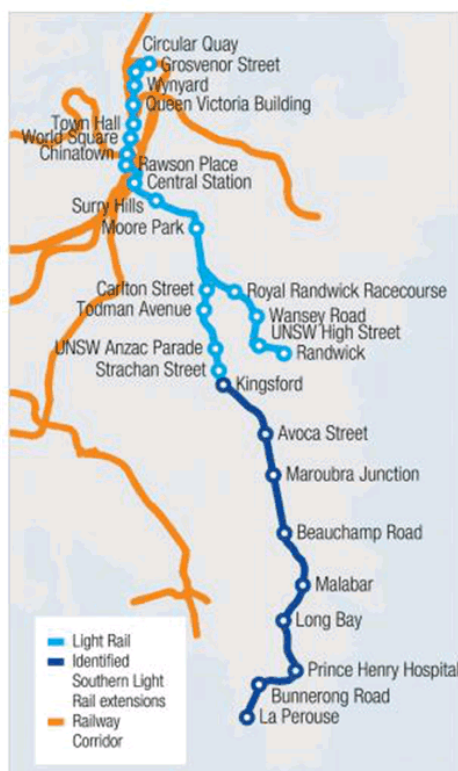 Circular Quay
Grosvenor Street
Wynyard
Queen Victoria Building
Town Hall
World Square
Chinatown
Rawson Place
Central Station
Surry Hills
Moore Park
Carlton Street
Royal Randwick Racecourse
Todman Avenue
Wansey Road
UNSW High Street
UNSW Anzac Parade
Randwick
Strachan Street
Kingsford
Avoca Street
Maroubra Junction
Beauchamp Road
Malabar
Long Bay
Prince Henry Hospital
Bunnerong Road
La Perouse
Light Rail
Identified
Southern Light
Rail extensions
Railway
Corridor